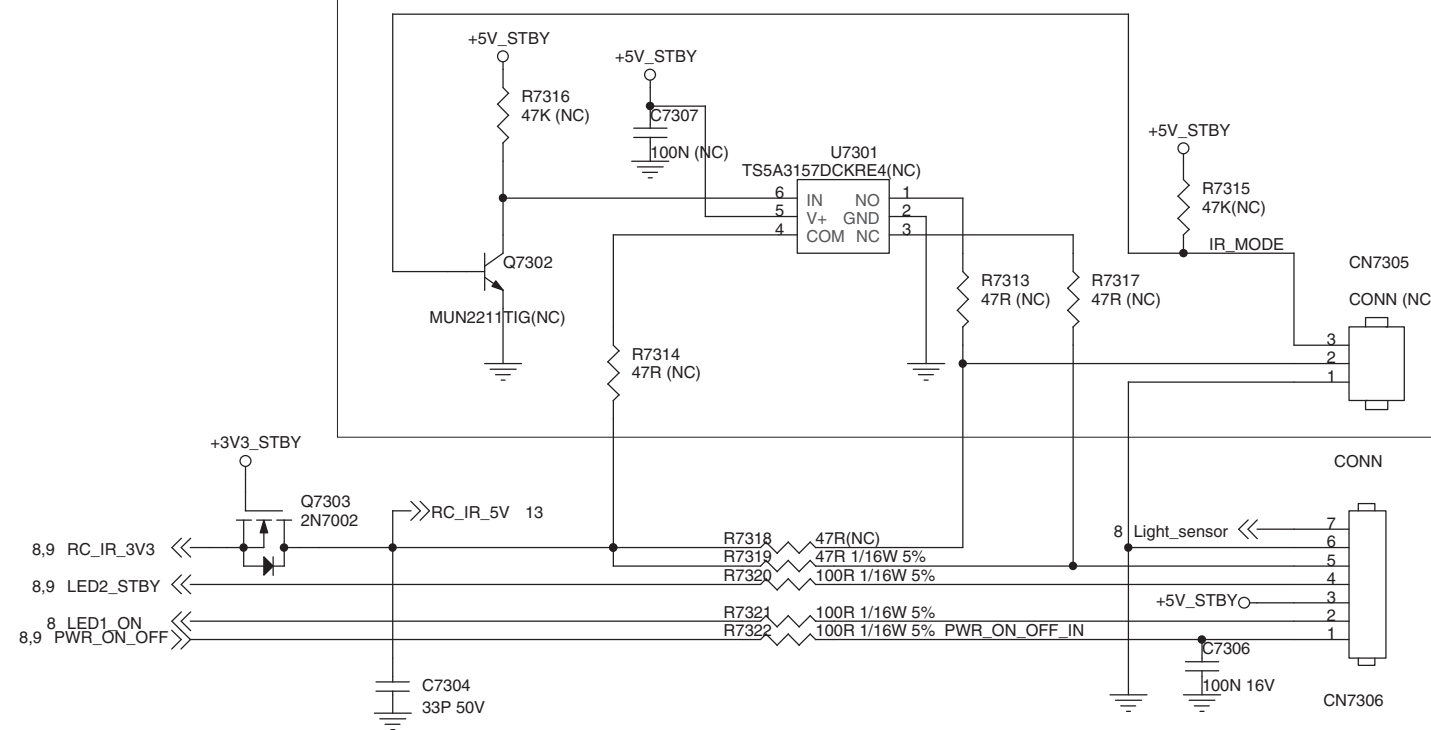 +5V_STBY
R7316
47K (NC)
+5V_STBY
C7307
100N (NC)
U7301
TS5A3157DCKRE4(NC)
6 IN NO 1
5 V+ GND 2
4 COM NC 3
+5V_STBY
R7315
47K(NC)
IR_MODE
Q7302
MUN2211TIG(NC)
R7313
47R (NC)
R7317
47R (NC)
CN7305
CONN (NC
3
2
1
R7314
47R (NC)
+3V3_STBY
Q7303
2N7002
RC_IR_5V 13
CONN
8,9 RC_IR_3V3
R7318 47R(NC)
R7319 47R 1/16W 5%
8,9 LED2_STBY
R7320 100R 1/16W 5%
8 LED1_ON
R7321 100R 1/16W 5%
8,9 PWR_ON_OFF
R7322 100R 1/16W 5% PWR_ON_OFF_IN
8 Light_sensor
+5V_STBY
7
6
5
4
3
2
1
C7306
100N 16V
CN7306
C7304
33P 50V